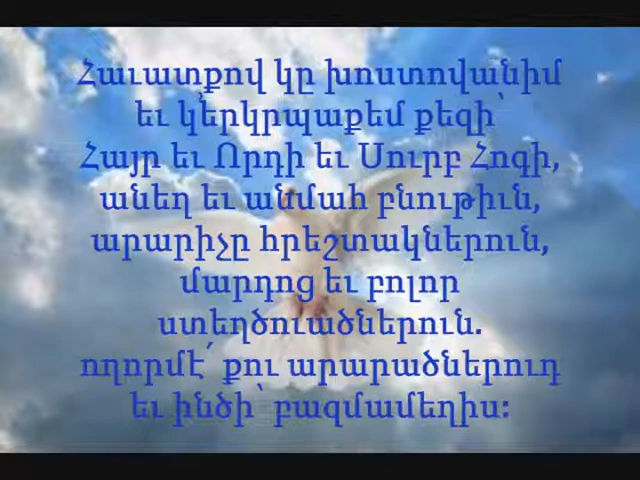 Հաւատքով կը խոստովանիմ
եւ կ՚երկրպագեմ քեզի՝
Հայր եւ Որդի եւ Սուրբ Հոգի,
անեղ եւ անմահ բնութիւն,
արարիչը հրեշտակներուն,
մարդոց եւ բոլոր
ստեղծուածներուն.
ողորմէ՛ քու արարածներուդ
եւ ինծի՝ բազմամեղիս: